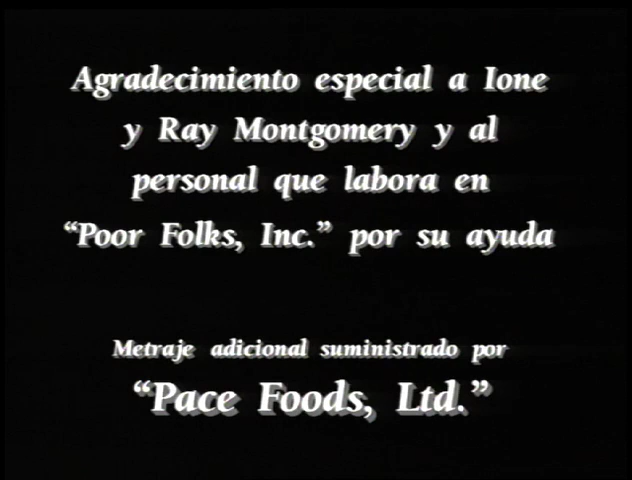 Agradecimiento especial a Ione
y Ray Montgomery y al
personal que labora en
“Poor Folks, Inc.” por su ayuda
Metraje adicional suministrado por
“Pace Foods, Ltd.”